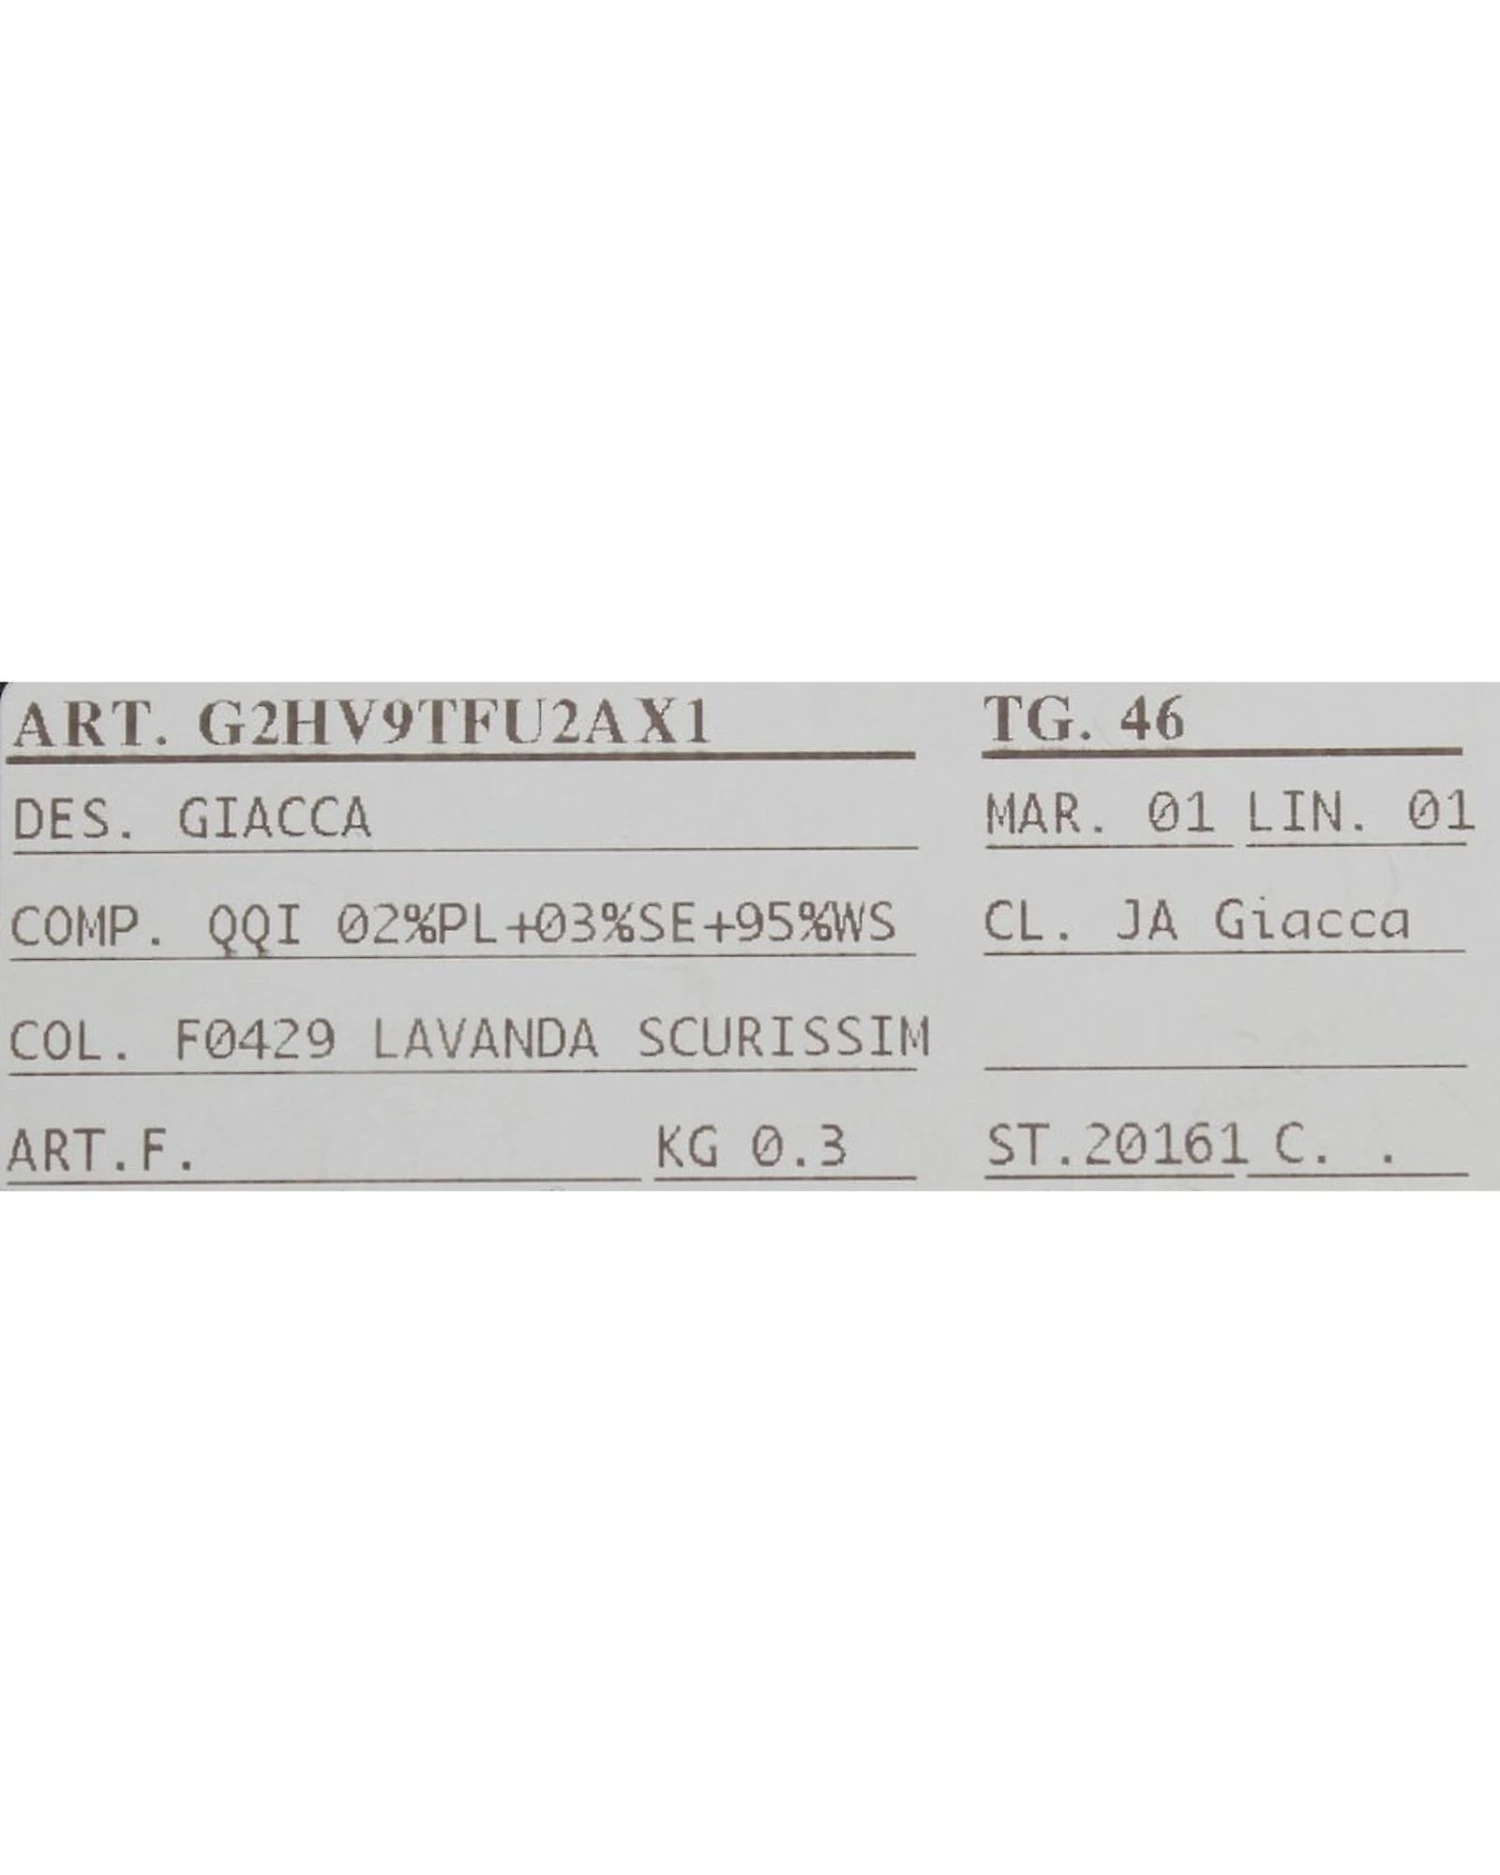 ART. G2HV9TFU2AX1 TG. 46
DES. GIACCA MAR. 01 LIN. 01
COMP. QQI 02%PL+03%SE+95%WS CL. JA Giacca
COL. F0429 LAVANDA SCURISSIM
ART.F. KG 0.3 ST.20161 C. .